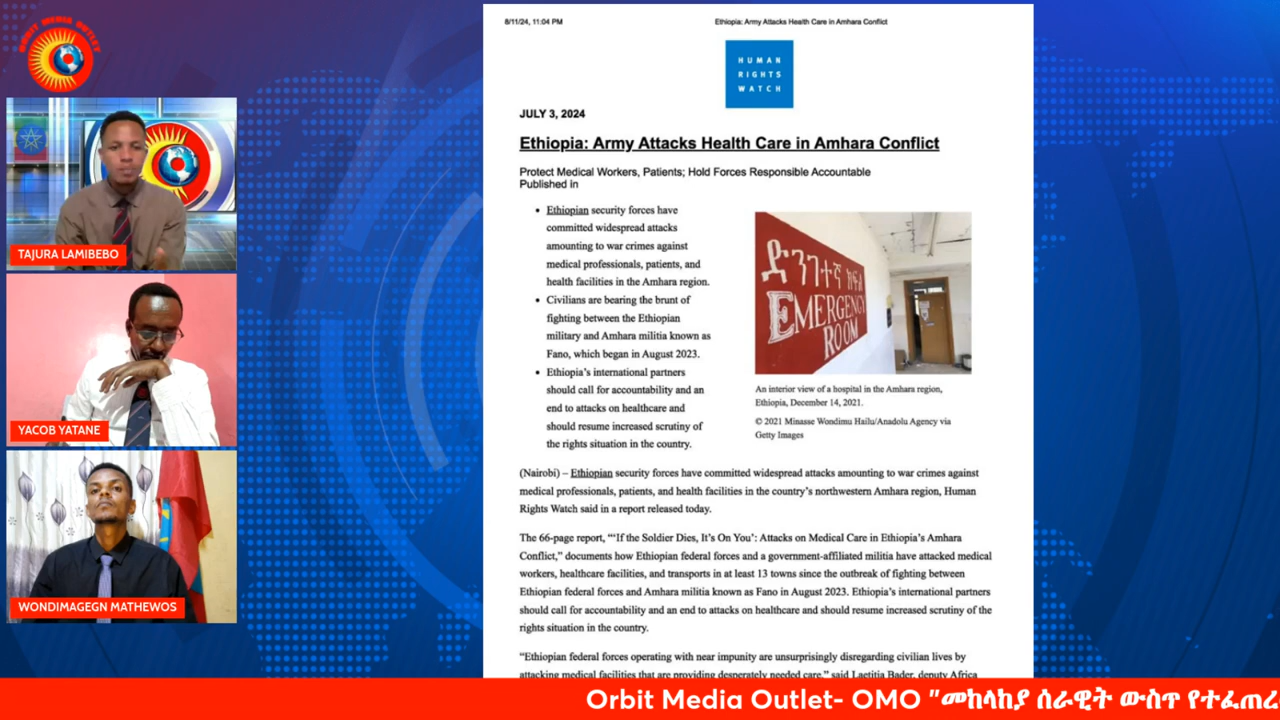 ORBIT MEDIA OUTLET
TAJURA LAMIBEBO
YACOB YATANE
WONDIMAGEGN MATHEWOS
8/11/24, 11:04 PM
Ethiopia: Army Attacks Health Care in Amhara Conflict
HUMAN
RIGHTS
WATCH
JULY 3, 2024
Ethiopia: Army Attacks Health Care in Amhara Conflict
Protect Medical Workers, Patients; Hold Forces Responsible Accountable
Published in
• Ethiopian security forces have
committed widespread attacks
amounting to war crimes against
medical professionals, patients, and
health facilities in the Amhara region.
• Civilians are bearing the brunt of
fighting between the Ethiopian
military and Amhara militia known as
Fano, which began in August 2023.
• Ethiopia’s international partners
should call for accountability and an
end to attacks on healthcare and
should resume increased scrutiny of
the rights situation in the country.
ድንገተኛ ክፍል
EMERGENCY
ROOM
An interior view of a hospital in the Amhara region,
Ethiopia, December 14, 2021.
© 2021 Minasse Wondimu Hailu/Anadolu Agency via
Getty Images
(Nairobi) – Ethiopian security forces have committed widespread attacks amounting to war crimes against
medical professionals, patients, and health facilities in the country’s northwestern Amhara region, Human
Rights Watch said in a report released today.
The 66-page report, “‘If the Soldier Dies, It’s On You’: Attacks on Medical Care in Ethiopia’s Amhara
Conflict,” documents how Ethiopian federal forces and a government-affiliated militia have attacked medical
workers, healthcare facilities, and transports in at least 13 towns since the outbreak of fighting between
Ethiopian federal forces and Amhara militia known as Fano in August 2023. Ethiopia’s international partners
should call for accountability and an end to attacks on healthcare and should resume increased scrutiny of the
rights situation in the country.
“Ethiopian federal forces operating with near impunity are unsurprisingly disregarding civilian lives by
attacking medical facilities that are providing desperately needed care,” said Laetitia Bader, deputy Africa
Orbit Media Outlet- OMO "መከላከያ ሰራዊት ውስጥ የተፈጠረ